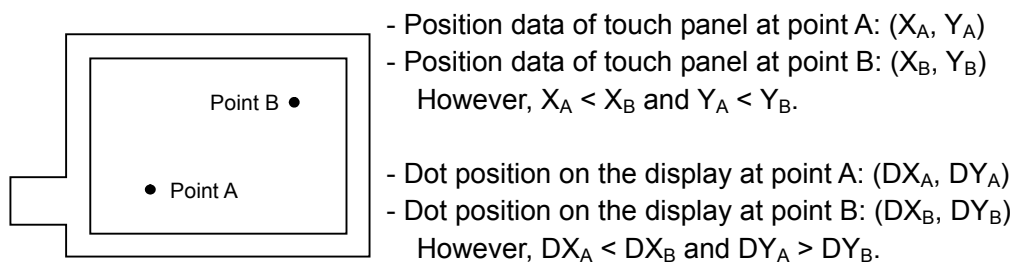 - Position data of touch panel at point A: (XA, YA)
- Position data of touch panel at point B: (XB, YB)
However, XA < XB and YA < YB.
Point B
Point A
- Dot position on the display at point A: (DXA, DYA)
- Dot position on the display at point B: (DXB, DYB)
However, DXA < DXB and DYA > DYB.